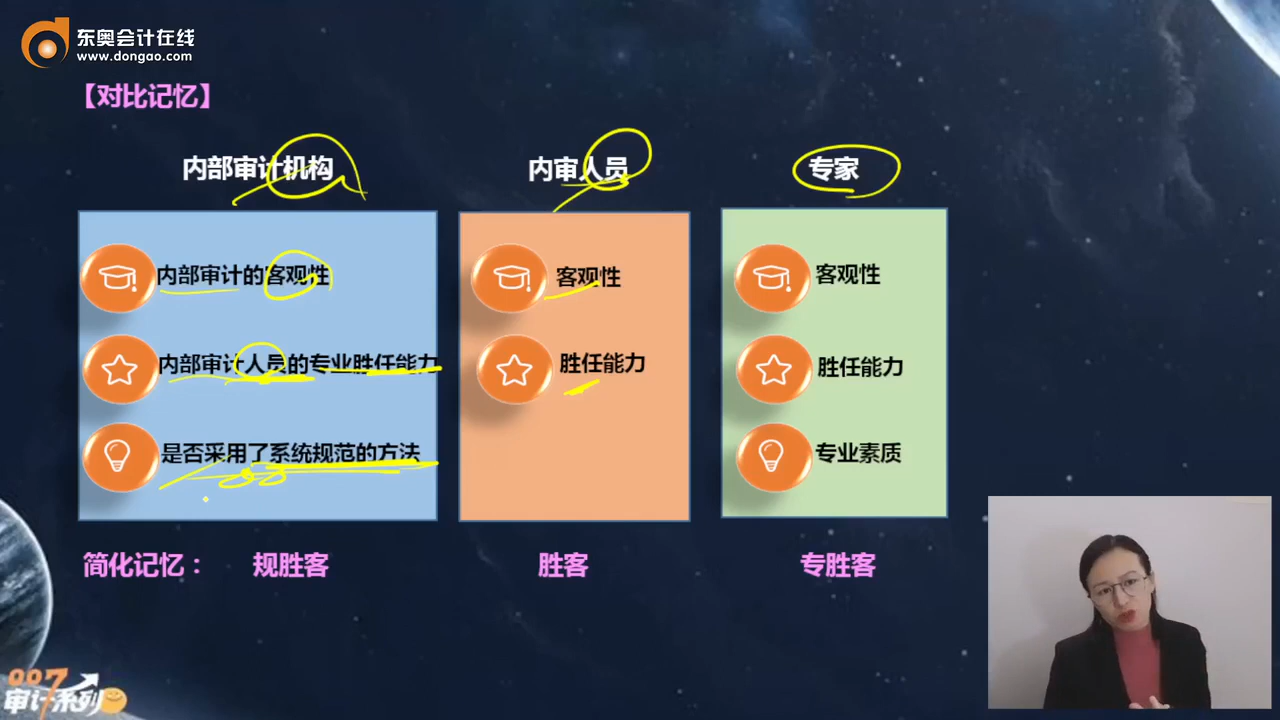 东奥会计在线
www.dongao.com
【对比记忆】
内部审计机构
内审人员
专家
内部审计的客观性
内部审计人员的专业胜任能力
是否采用了系统规范的方法
客观性
胜任能力
客观性
胜任能力
专业素质
简化记忆： 规胜客
胜客
专胜客
007
审计系列